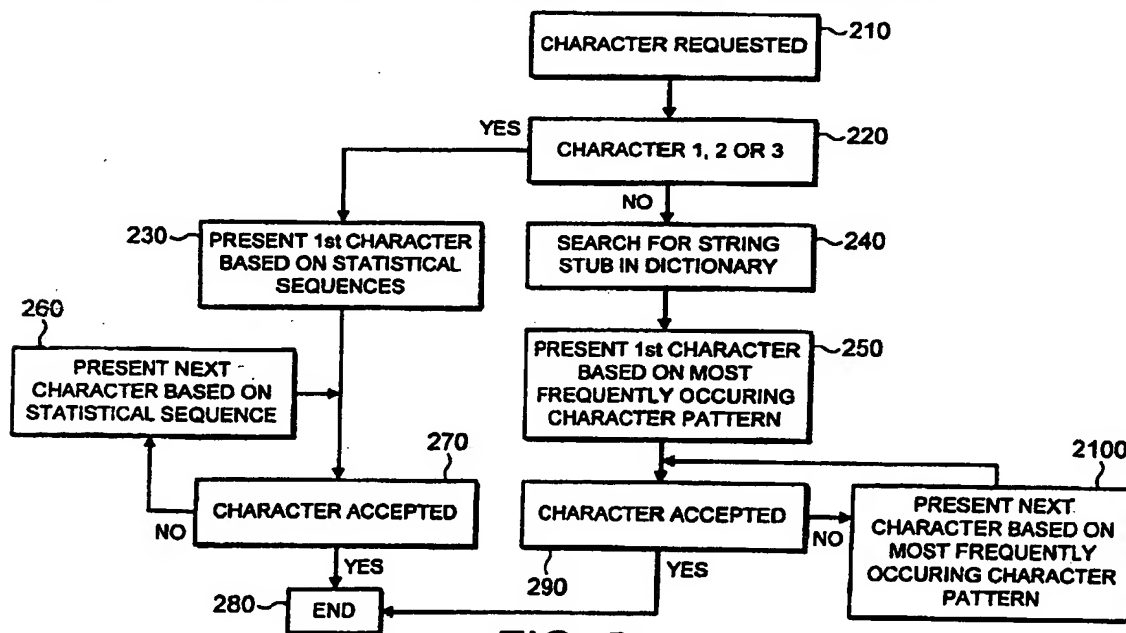 CHARACTER REQUESTED
210
YES
CHARACTER 1, 2 OR 3
220
NO
230
PRESENT 1st CHARACTER
BASED ON STATISTICAL
SEQUENCES
SEARCH FOR STRING
STUB IN DICTIONARY
240
260
PRESENT NEXT
CHARACTER BASED ON
STATISTICAL SEQUENCE
PRESENT 1st CHARACTER
BASED ON MOST
FREQUENTLY OCCURING
CHARACTER PATTERN
250
270
CHARACTER ACCEPTED
NO
YES
CHARACTER ACCEPTED
290
NO
YES
2100
PRESENT NEXT
CHARACTER BASED ON
MOST FREQUENTLY
OCCURING CHARACTER
PATTERN
280
END